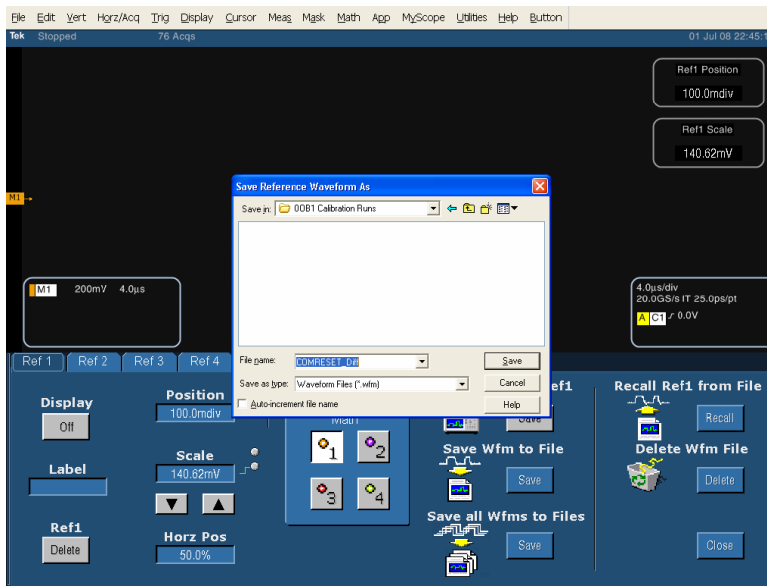 File Edit Vert Horz/Acq Trig Display Cursor Meas Mask Math App MyScope Utilities Help Button
Tek Stopped 76 Acqs 01 Jul 08 22:45:1
Ref1 Position
100.0mdiv
Ref1 Scale
140.62mV
M1
Save Reference Waveform As
Save in: OOB1 Calibration Runs
M1 200mV 4.0µs
4.0µs/div
20.0GS/s IT 25.0ps/pt
A C1 0.0V
File name: COMRESET_Diff
Save
Save as type: Waveform Files (*.wfm)
Cancel
Auto-increment file name
Help
Ref 1 Ref 2 Ref 3 Ref 4
Display
Off
Label
Ref1
Delete
Position
100.0mdiv
Scale
140.62mV
Horz Pos
50.0%
Math
1 2
3 4
ef1
Save
Save Wfm to File
Save
Save all Wfms to Files
Save
Recall Ref1 from File
Recall
Delete Wfm File
Delete
Close